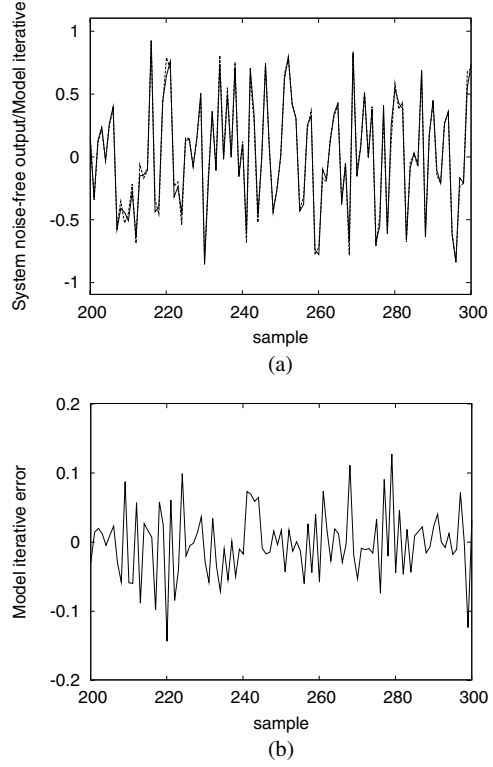 System noise-free output/Model iterative
1
0.5
0
-0.5
-1
200 220 240 260 280 300
sample
(a)
Model iterative error
0.2
0.1
0
-0.1
-0.2
200 220 240 260 280 300
sample
(b)